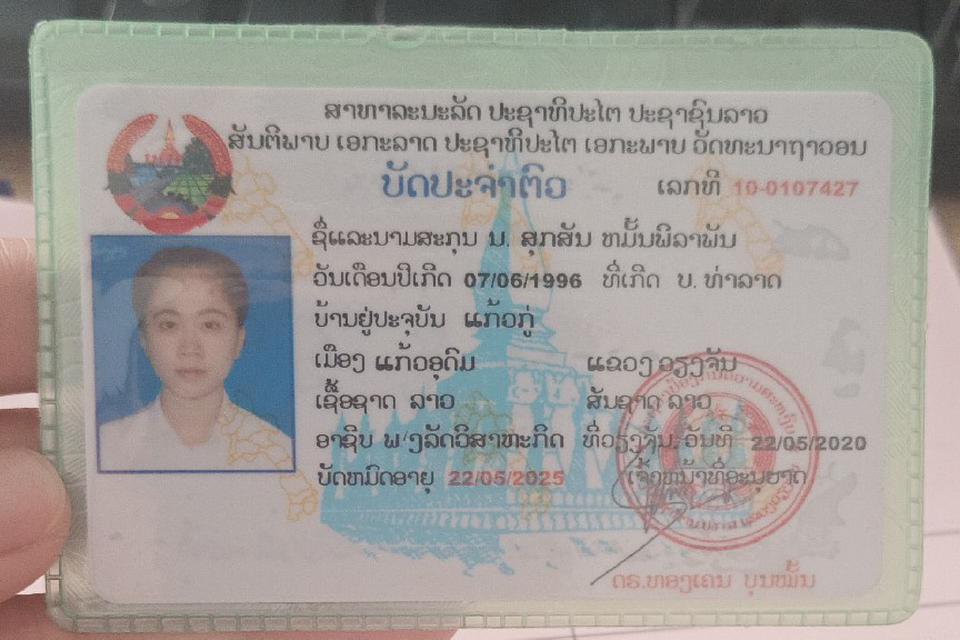 ສາທາລະນະລັດ ປະຊາທິປະໄຕ ປະຊາຊົນລາວ
ສັນຕິພາບ ເອກະລາດ ປະຊາທິປະໄຕ ເອກະພາບ ວັດທະນາຖາວອນ
ບັດປະຈຳຕົວ ເລກທີ 10-0107427
ຊື່ແລະນາມສະກຸນ ນ. ສຸກສັນ ຫມັ້ນພິລາພັນ
ວັນເດືອນປີເກີດ 07/06/1996 ທີ່ເກີດ ບ. ທ່າລາດ
ບ້ານຢູ່ປະຈຸບັນ ແກ້ວກູ່
ເມືອງ ແກ້ວອຸດົມ ແຂວງ ວຽງຈັນ
ເຊື້ອຊາດ ລາວ ສັນຊາດ ລາວ
ອາຊິບ ພ/ງລັດວິສາຫະກິດ ທີ່ວຽງຈັນ. ວັນທີ 22/05/2020
ບັດຫມົດອາຍຸ 22/05/2025 ເຈົ້າຫນ້າທີ່ອະນຸຍາດ
ດຣ.ທອງເຄນ ບຸນໝັ້ນ